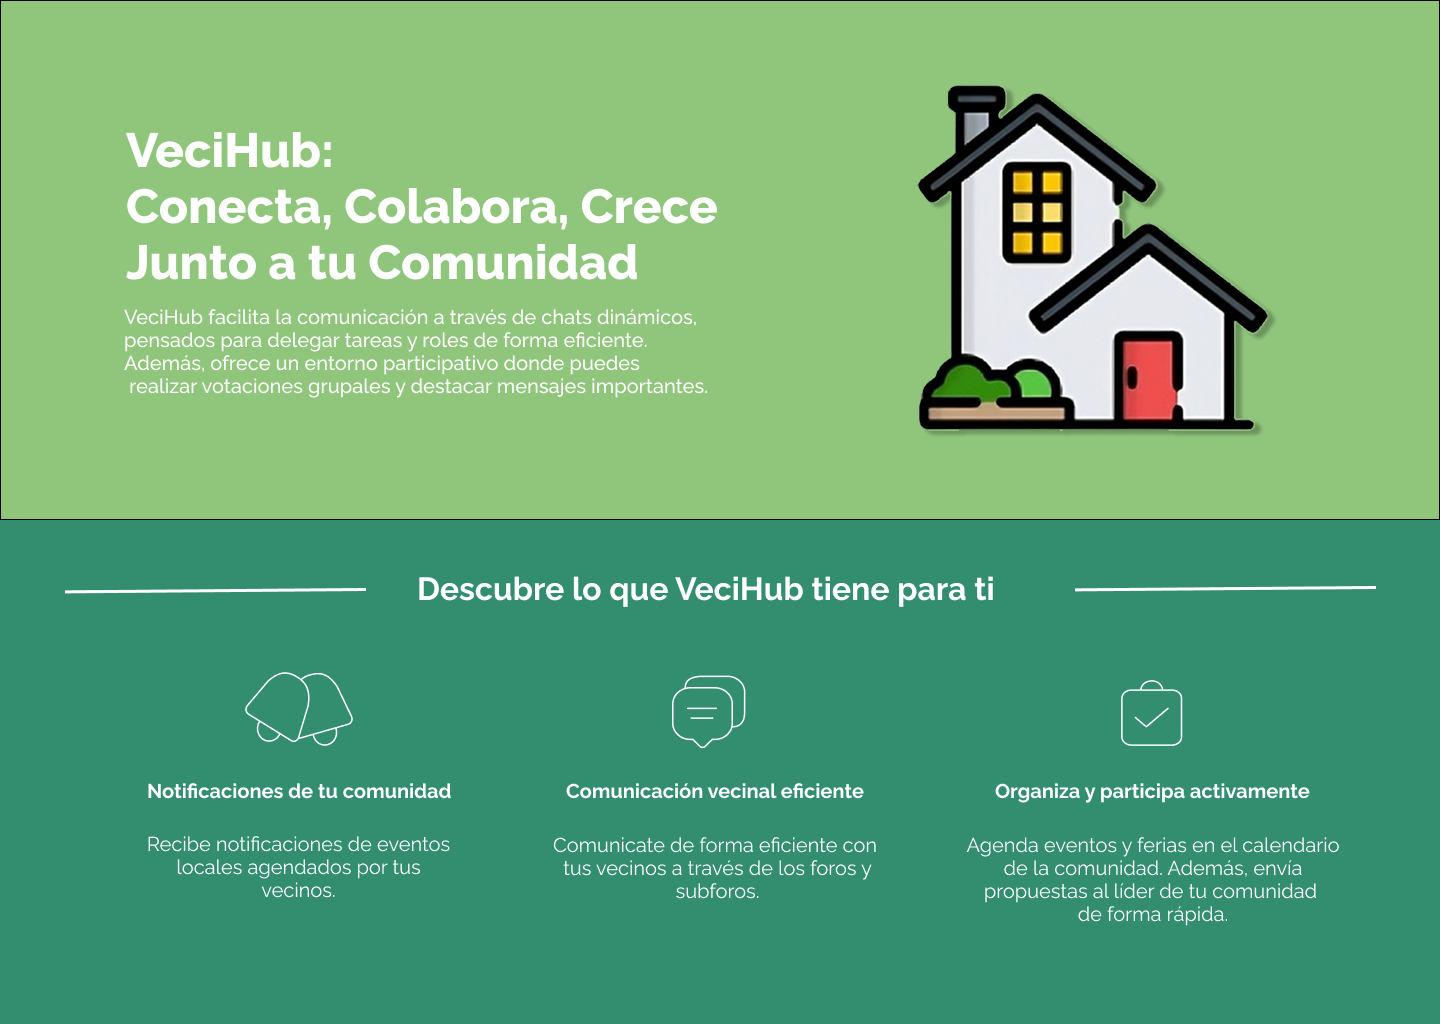 VeciHub:
Conecta, Colabora, Crece
Junto a tu Comunidad
VeciHub facilita la comunicación a través de chats dinámicos,
pensados para delegar tareas y roles de forma eficiente.
Además, ofrece un entorno participativo donde puedes
realizar votaciones grupales y destacar mensajes importantes.
Descubre lo que VeciHub tiene para ti
Notificaciones de tu comunidad
Recibe notificaciones de eventos
locales agendados por tus
vecinos.
Comunicación vecinal eficiente
Comunicate de forma eficiente con
tus vecinos a través de los foros y
subforos.
Organiza y participa activamente
Agenda eventos y ferias en el calendario
de la comunidad. Además, envía
propuestas al líder de tu comunidad
de forma rápida.